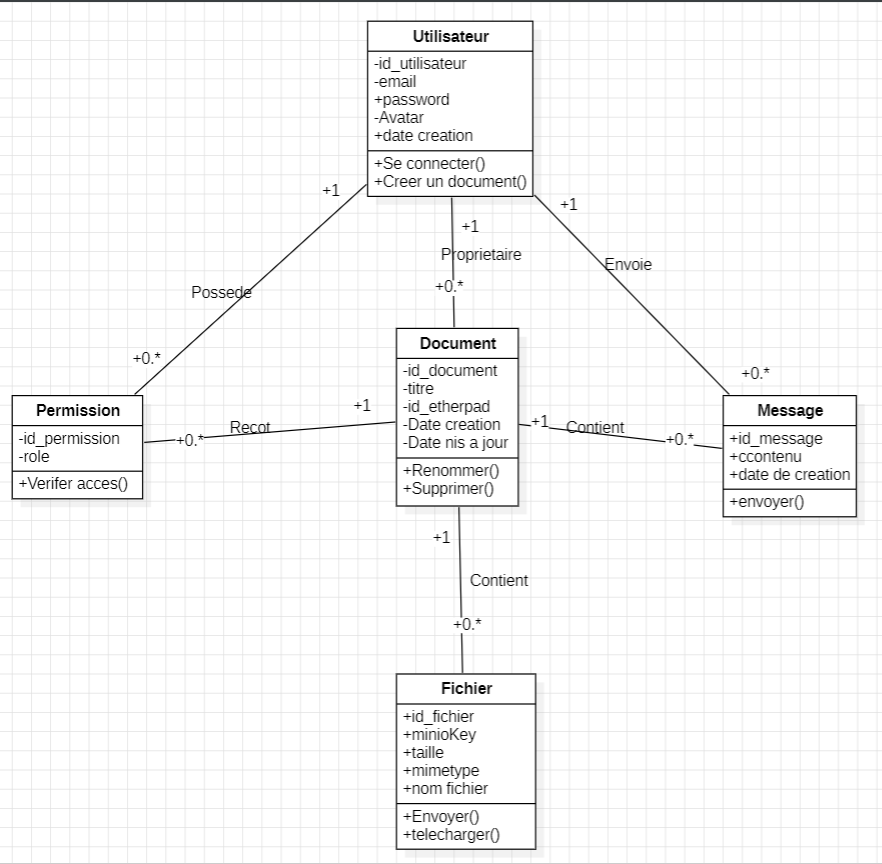 Utilisateur
-id_utilisateur
-email
+password
-Avatar
+date creation
+Se connecter()
+Creer un document()
+1
+1
+1
Proprietaire
Envoie
Possede
+0.*
+0.*
+0.*
Document
-id_document
-titre
-id_etherpad
-Date creation
-Date nis a jour
+Renommer()
+Supprimer()
Permission
-id_permission
-role
+Verifer acces()
+1
Recot
+0.*
+1
Contient
+0.*
Message
+id_message
+ccontenu
+date de creation
+envoyer()
+1
Contient
+0.*
Fichier
+id_fichier
+minioKey
+taille
+mimetype
+nom fichier
+Envoyer()
+telecharger()